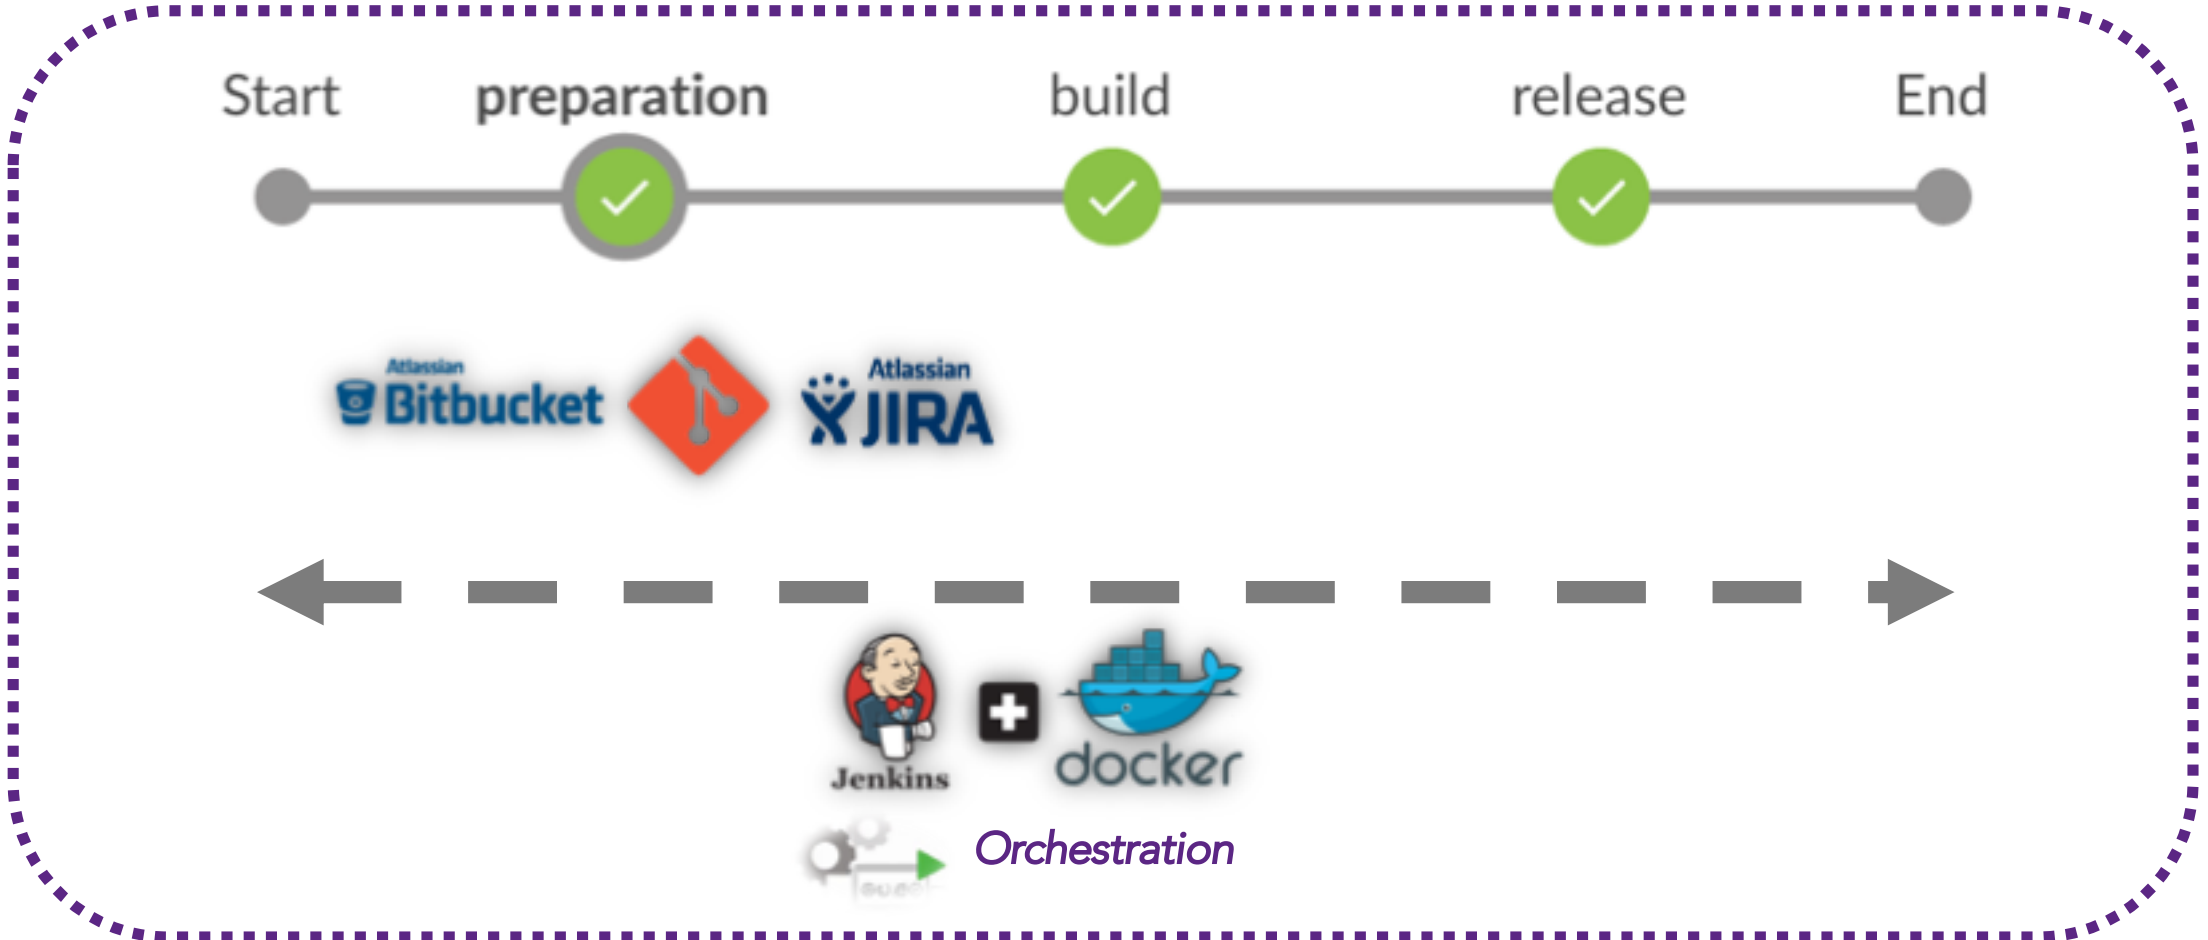 Start preparation build release End
Atlassian
Bitbucket
Atlassian
JIRA
Jenkins
docker
Orchestration